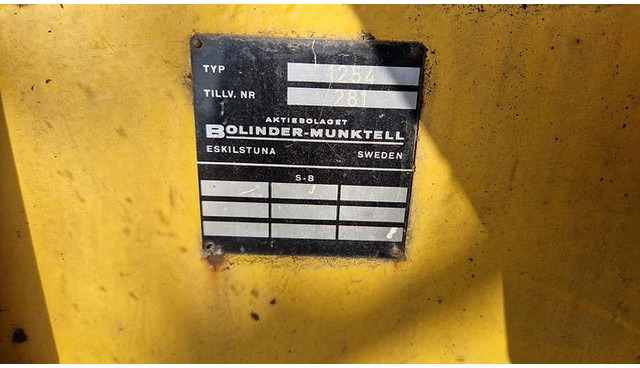 TYP 1254
TILLV. NR 281
AKTIEBOLAGET
BOLINDER-MUNKTELL
ESKILSTUNA SWEDEN
S-B